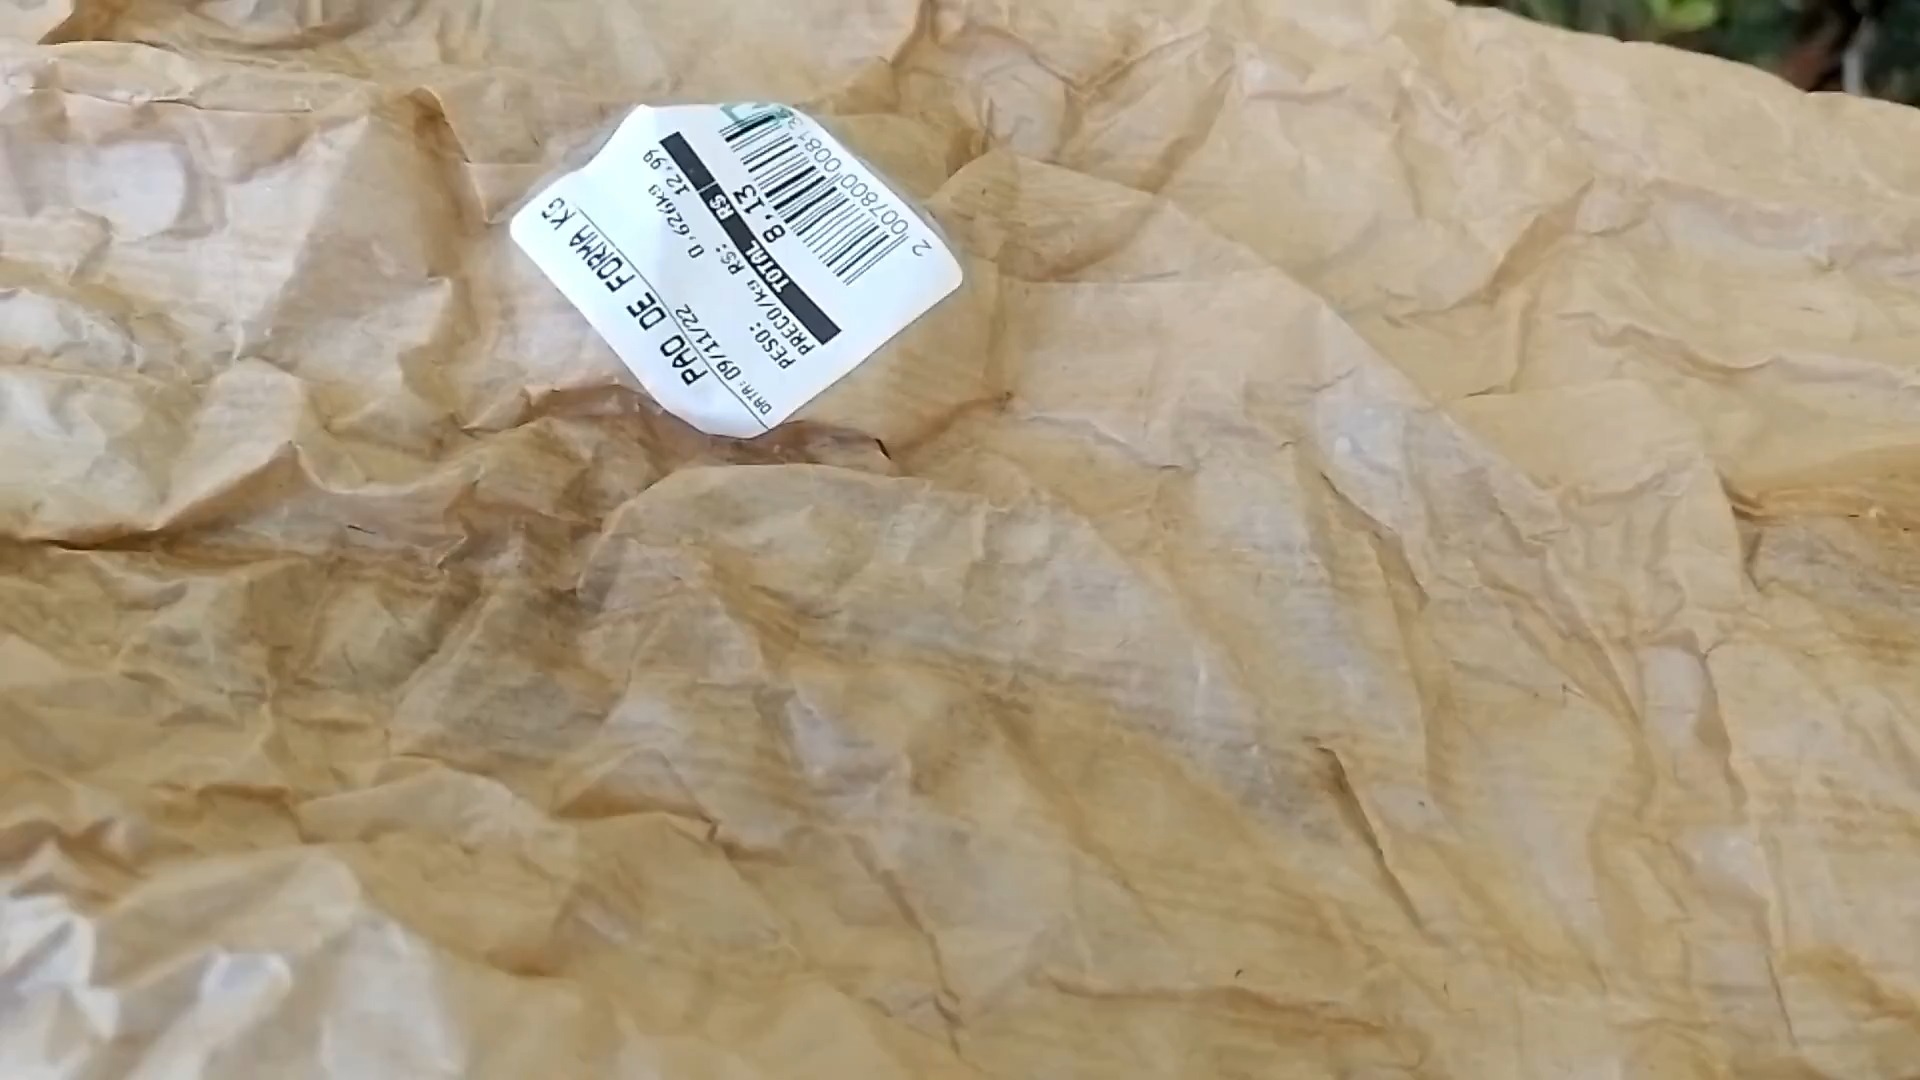 PAO DE FORMA KG
DATA: 09/11/22
PESO: 0,626kg
PRECO/kg R$: 12,99
TOTAL R$ 8,13
2 007800 00813